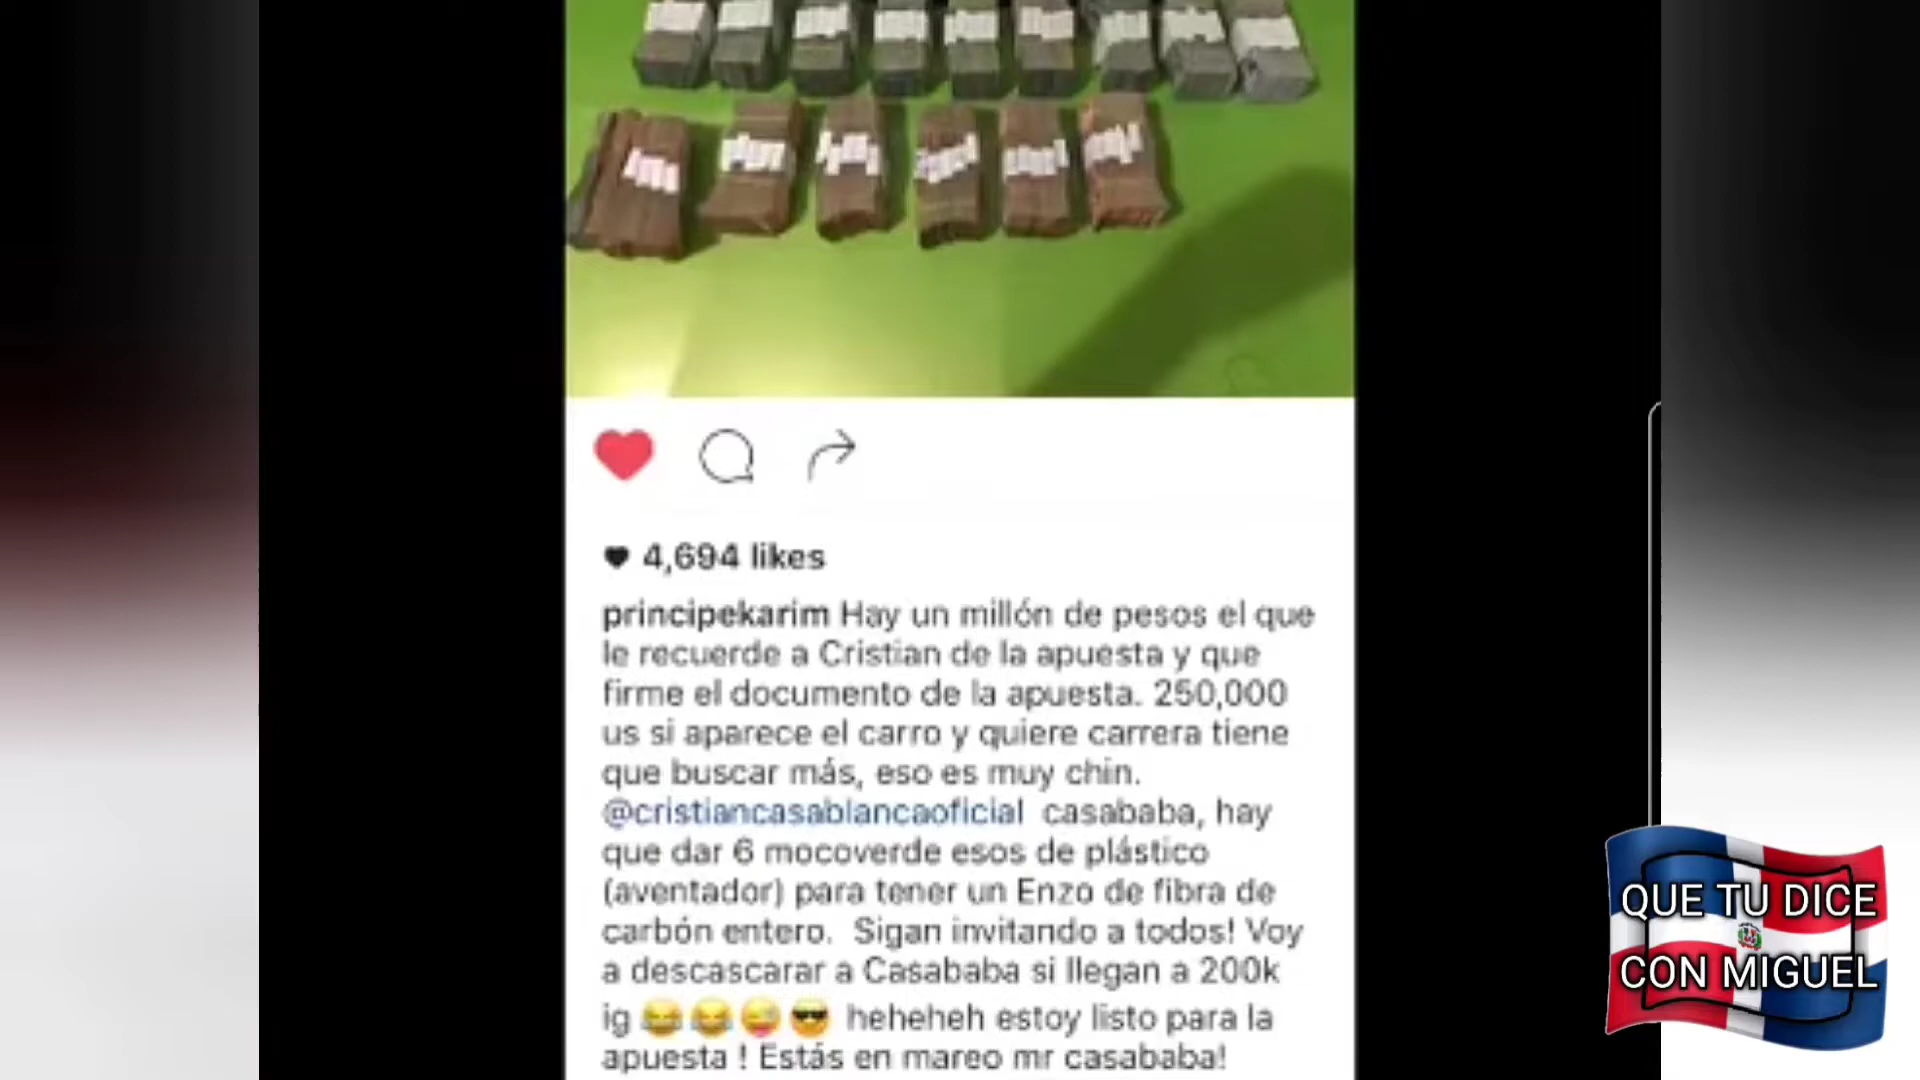 4,694 likes
principekarim Hay un millón de pesos el que
le recuerde a Cristian de la apuesta y que
firme el documento de la apuesta. 250,000
us si aparece el carro y quiere carrera tiene
que buscar más, eso es muy chin.
@cristiancasablancaoficial casababa, hay
que dar 6 mocoverde esos de plástico
(aventador) para tener un Enzo de fibra de
carbón entero. Sigan invitando a todos! Voy
a descascarar a Casababa si llegan a 200k
ig 😂😂😜😎 heheheh estoy listo para la
apuesta ! Estás en mareo mr casababa!
QUE TU DICE
CON MIGUEL